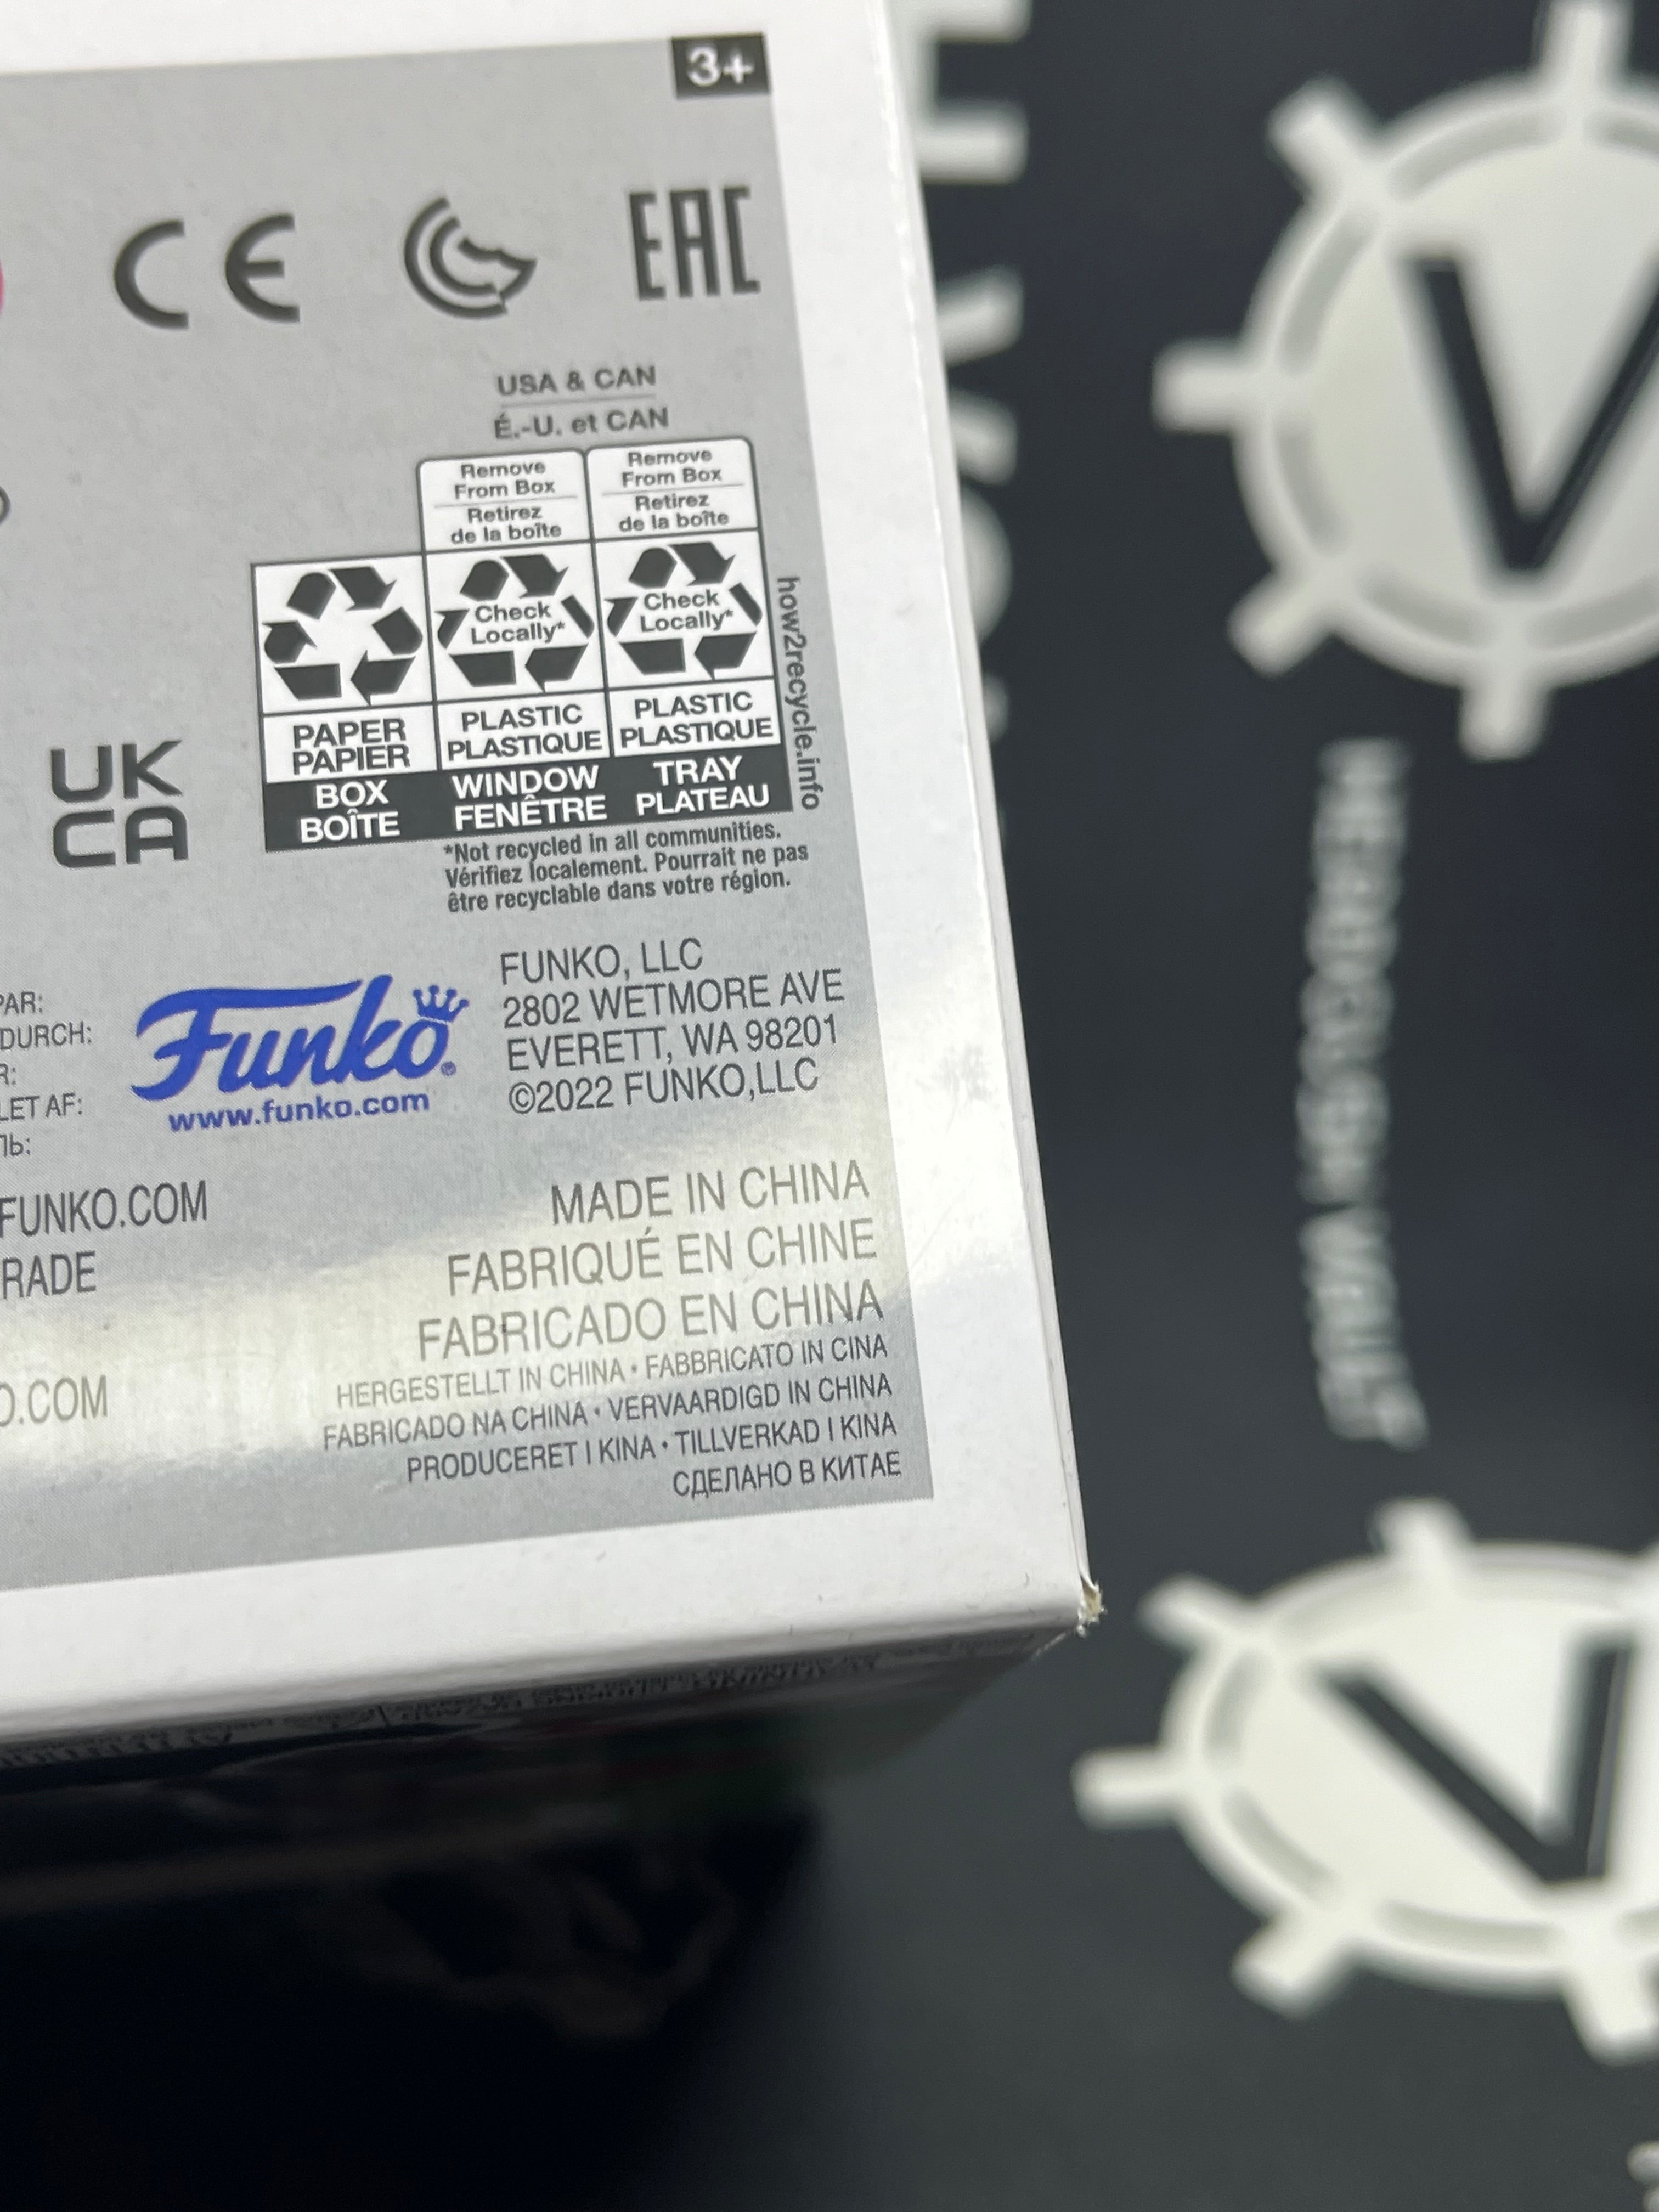 3+
CE
EAC
USA & CAN
É.-U. et CAN
Remove
From Box
Retirez
de la boîte
Remove
From Box
Retirez
de la boîte
Check
Locally*
Check
Locally*
PAPER
PAPIER
BOX
BOÎTE
PLASTIC
PLASTIQUE
WINDOW
FENÊTRE
PLASTIC
PLASTIQUE
TRAY
PLATEAU
how2recycle.info
UK
CA
*Not recycled in all communities.
Vérifiez localement. Pourrait ne pas
être recyclable dans votre région.
PAR:
DURCH:
R:
LET AF:
ЛЬ:
Funko®
www.funko.com
FUNKO, LLC
2802 WETMORE AVE
EVERETT, WA 98201
©2022 FUNKO,LLC
FUNKO.COM
RADE
O.COM
MADE IN CHINA
FABRIQUÉ EN CHINE
FABRICADO EN CHINA
HERGESTELLT IN CHINA • FABBRICATO IN CINA
FABRICADO NA CHINA • VERVAARDIGD IN CHINA
PRODUCERET I KINA • TILLVERKAD I KINA
СДЕЛАНО В КИТАЕ
V
V